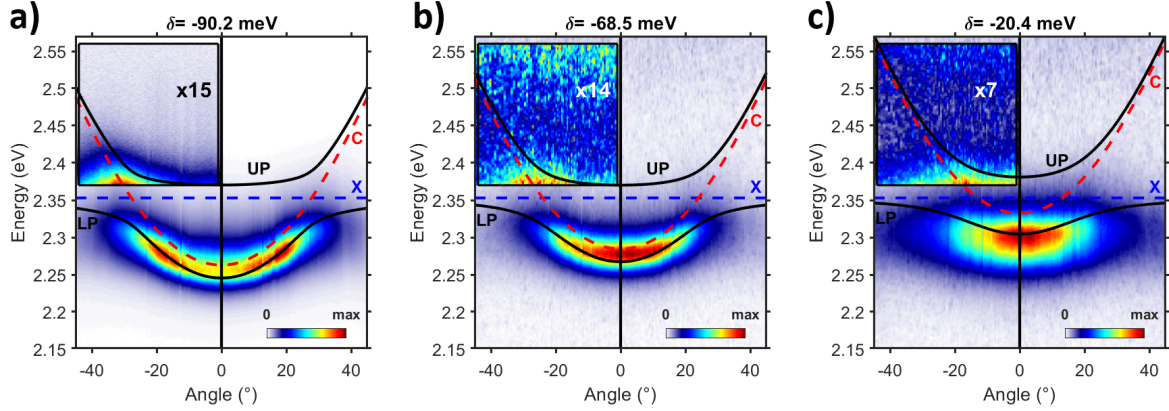 a)
δ= -90.2 meV
2.55
2.5
2.45
2.4
2.35
2.3
2.25
2.2
2.15
Energy (eV)
x15
UP
C
X
LP
0 max
-40 -20 0 20 40
Angle (°)
b)
δ= -68.5 meV
2.55
2.5
2.45
2.4
2.35
2.3
2.25
2.2
2.15
Energy (eV)
x14
UP
C
X
LP
0 max
-40 -20 0 20 40
Angle (°)
c)
δ= -20.4 meV
2.55
2.5
2.45
2.4
2.35
2.3
2.25
2.2
2.15
Energy (eV)
x7
UP
C
X
LP
0 max
-40 -20 0 20 40
Angle (°)